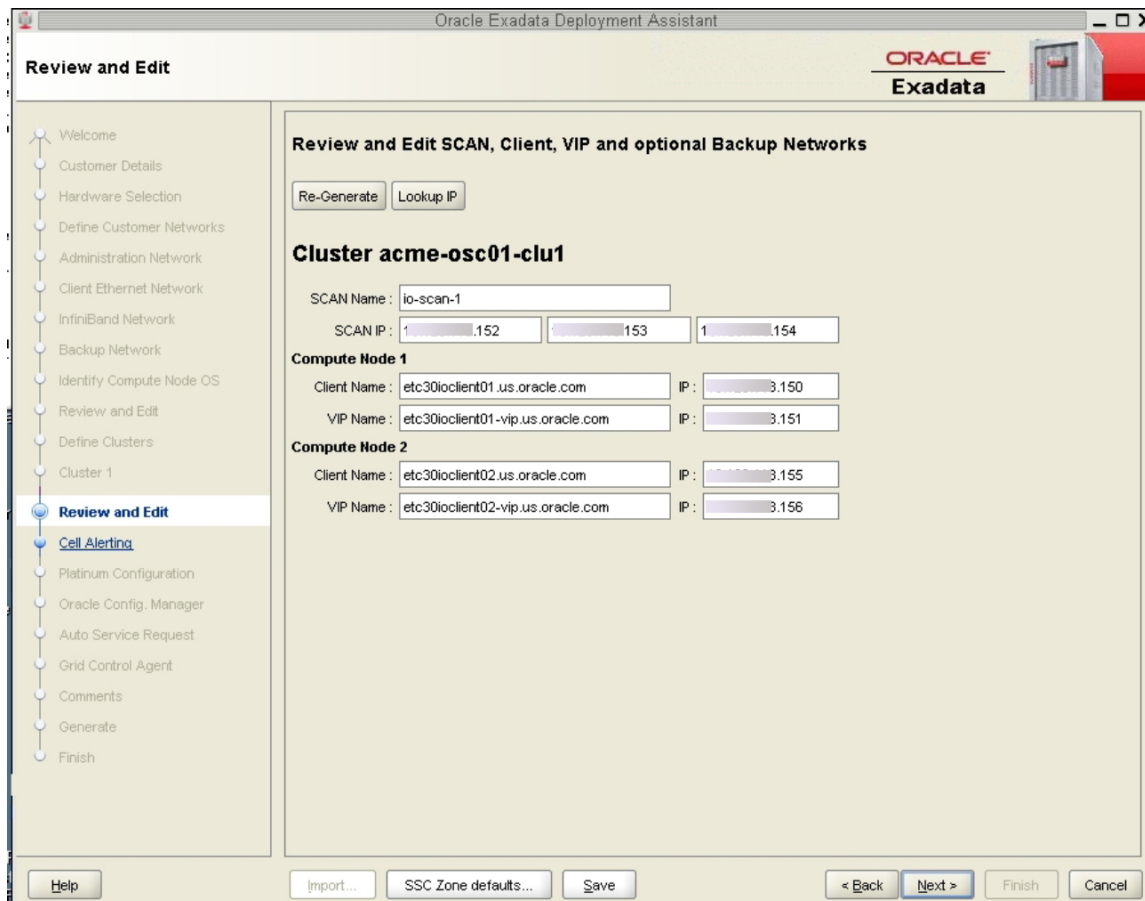 Oracle Exadata Deployment Assistant
Review and Edit
ORACLE
Exadata
Welcome
Customer Details
Hardware Selection
Define Customer Networks
Administration Network
Client Ethernet Network
InfiniBand Network
Backup Network
Identify Compute Node OS
Review and Edit
Define Clusters
Cluster 1
Review and Edit
Cell Alerting
Platinum Configuration
Oracle Config. Manager
Auto Service Request
Grid Control Agent
Comments
Generate
Finish
Review and Edit SCAN, Client, VIP and optional Backup Networks
Re-Generate Lookup IP
Cluster acme-osc01-clu1
SCAN Name : io-scan-1
SCAN IP : 1 .152 153 1 .154
Compute Node 1
Client Name : etc30ioclient01.us.oracle.com IP : 3.150
VIP Name : etc30ioclient01-vip.us.oracle.com IP : 3.151
Compute Node 2
Client Name : etc30ioclient02.us.oracle.com IP : 3.155
VIP Name : etc30ioclient02-vip.us.oracle.com IP : 3.156
Help Import... SSC Zone defaults... Save < Back Next > Finish Cancel